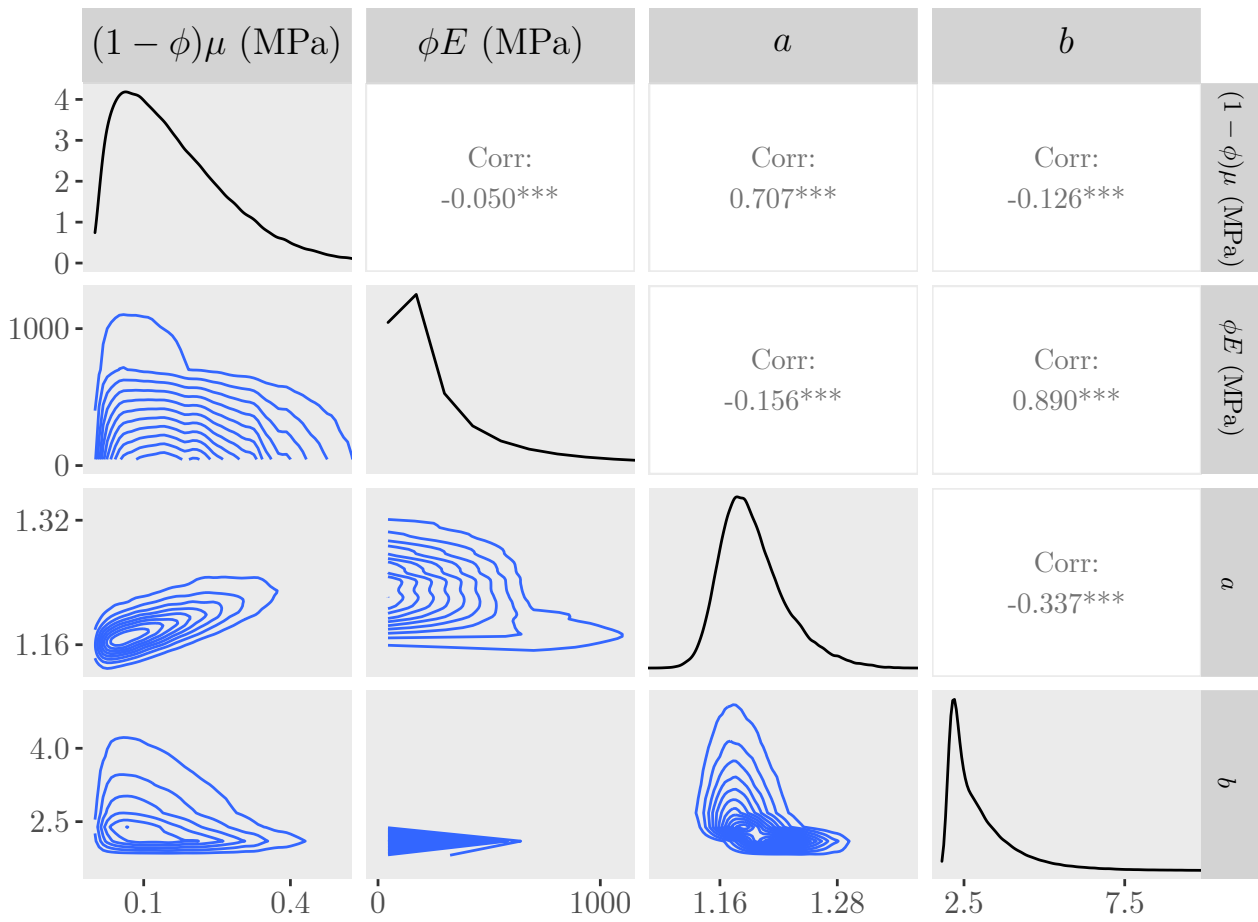 (1 − ϕ)μ (MPa)
ϕE (MPa)
a
b
4
3
2
1
0
Corr:
-0.050***
Corr:
0.707***
Corr:
-0.126***
(1 − ϕ)μ (MPa)
1000
0
Corr:
-0.156***
Corr:
0.890***
ϕE (MPa)
1.32
1.16
Corr:
-0.337***
a
4.0
2.5
b
0.1
0.4
0
1000
1.16
1.28
2.5
7.5